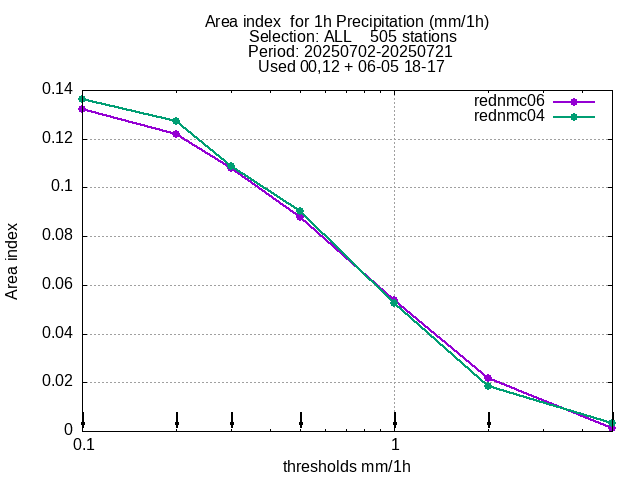 Area index  for 1h Precipitation (mm/1h)
Selection: ALL    505 stations
Period: 20250702-20250721
Used 00,12 + 06-05 18-17
rednmc06
rednmc04
0.14
0.12
0.1
0.08
0.06
0.04
0.02
0
Area index
0.1
1
thresholds mm/1h